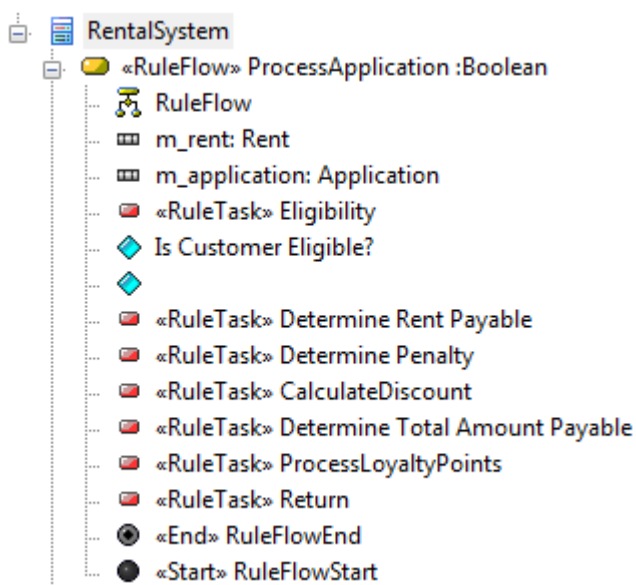 RentalSystem
«RuleFlow» ProcessApplication :Boolean
RuleFlow
m_rent: Rent
m_application: Application
«RuleTask» Eligibility
Is Customer Eligible?
«RuleTask» Determine Rent Payable
«RuleTask» Determine Penalty
«RuleTask» CalculateDiscount
«RuleTask» Determine Total Amount Payable
«RuleTask» ProcessLoyaltyPoints
«RuleTask» Return
«End» RuleFlowEnd
«Start» RuleFlowStart